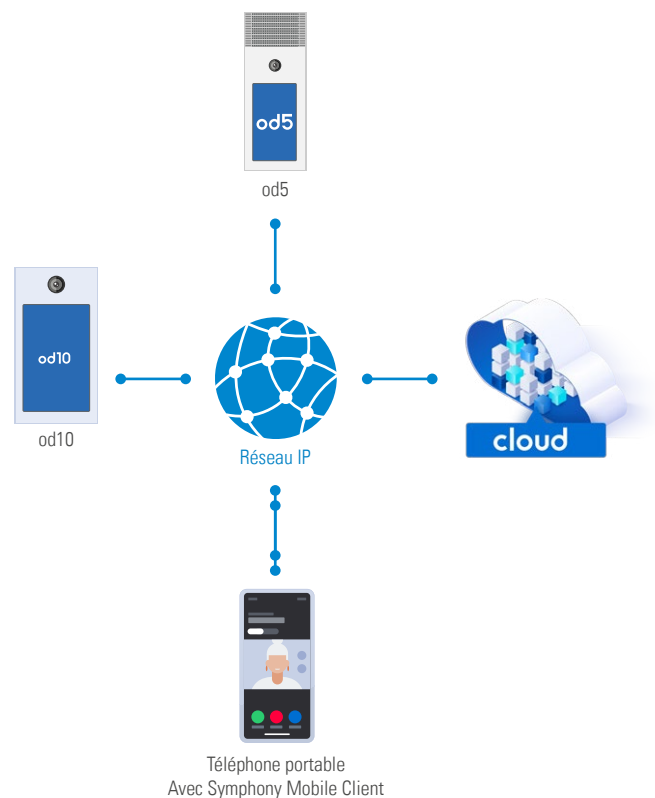 od5
od5
od10
od10
Réseau IP
cloud
Téléphone portable
Avec Symphony Mobile Client